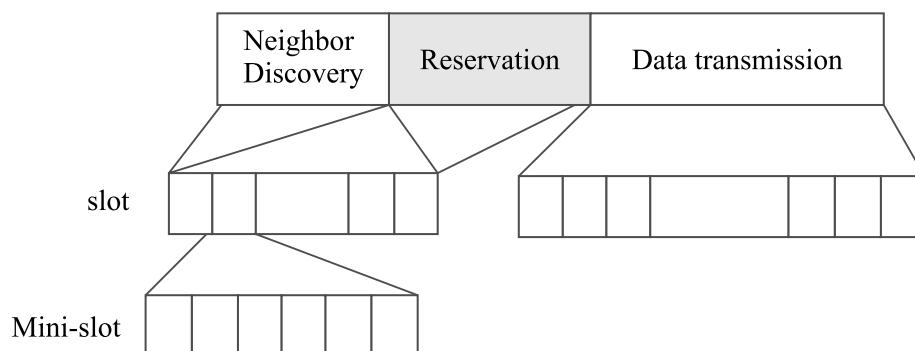 Neighbor
Discovery
Reservation
Data transmission
slot
Mini-slot